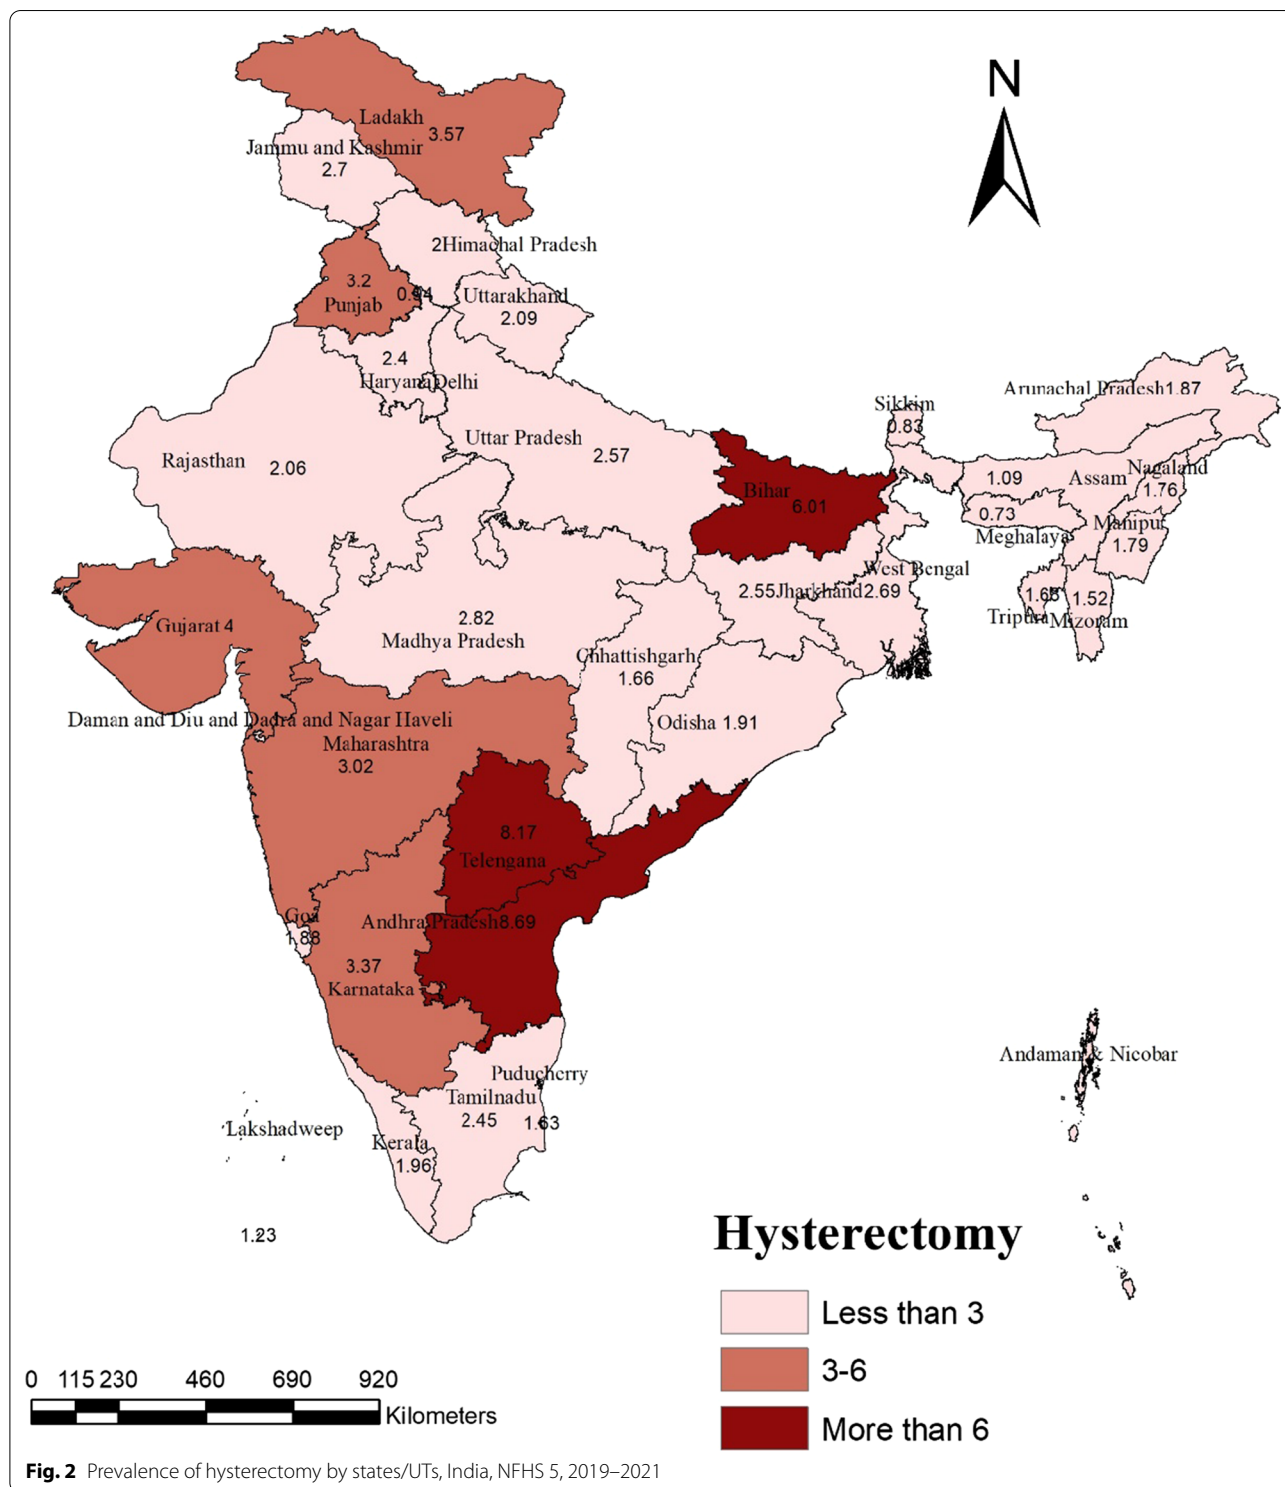 N
Ladakh
3.57
Jammu and Kashmir
2.7
2Himachal Pradesh
3.2
Punjab
0.94
Uttarakhand
2.09
2.4
Haryana
Delhi
Arunachal Pradesh1.87
Sikkim
0.83
Uttar Pradesh
2.57
Rajasthan
2.06
Bihar
6.01
1.09
Assam
Nagaland
1.76
0.73
Meghalaya
Manipur
1.79
West Bengal
2.55Jharkhand2.69
1.52
Tripura
Mizoram
Gujarat 4
2.82
Madhya Pradesh
Chhattishgarh
1.66
Odisha 1.91
Daman and Diu and Dadra and Nagar Haveli
Maharashtra
3.02
8.17
Telengana
Goa
1.88
Andhra Pradesh8.69
3.37
Karnataka
Andaman & Nicobar
Puducherry
Tamilnadu
2.45
1.63
Lakshadweep
Kerala
1.96
1.23
Hysterectomy
Less than 3
3-6
More than 6
0 115 230 460 690 920
Kilometers
Fig. 2 Prevalence of hysterectomy by states/UTs, India, NFHS 5, 2019–2021